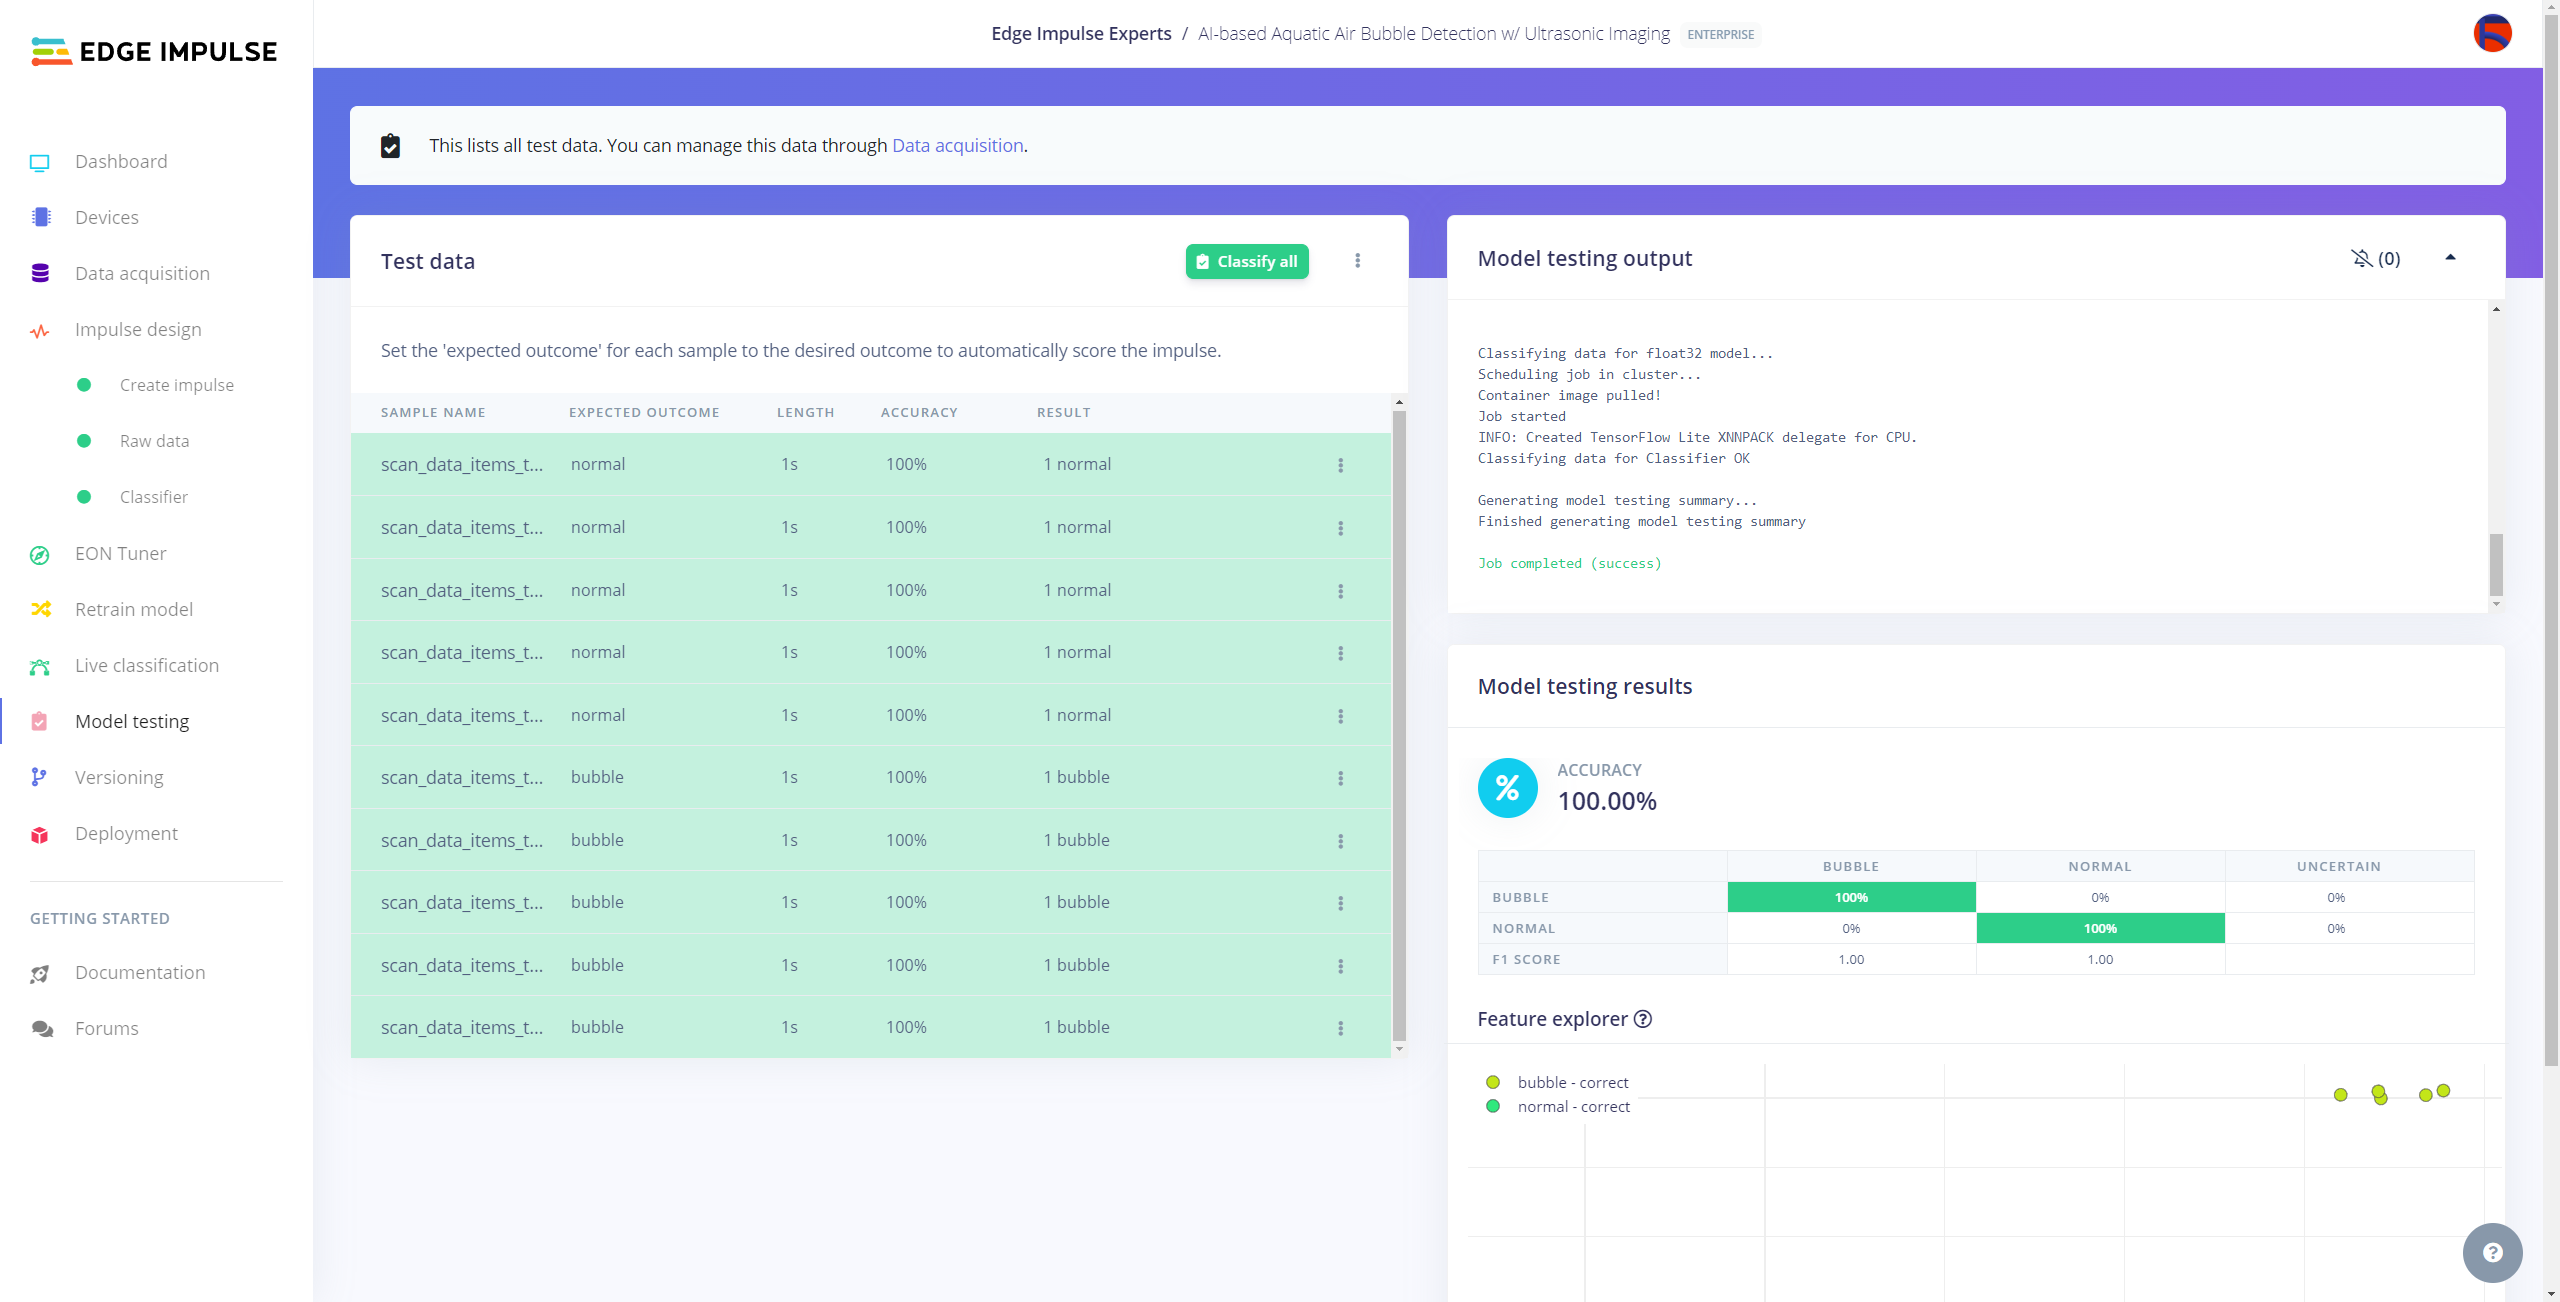 EDGE IMPULSE
Edge Impulse Experts / AI-based Aquatic Air Bubble Detection w/ Ultrasonic Imaging ENTERPRISE
Dashboard
Devices
Data acquisition
Impulse design
Create impulse
Raw data
Classifier
EON Tuner
Retrain model
Live classification
Model testing
Versioning
Deployment
GETTING STARTED
Documentation
Forums
This lists all test data. You can manage this data through Data acquisition.
Test data
Classify all
Set the 'expected outcome' for each sample to the desired outcome to automatically score the impulse.
SAMPLE NAME EXPECTED OUTCOME LENGTH ACCURACY RESULT
scan_data_items_t... normal 1s 100% 1 normal
scan_data_items_t... normal 1s 100% 1 normal
scan_data_items_t... normal 1s 100% 1 normal
scan_data_items_t... normal 1s 100% 1 normal
scan_data_items_t... normal 1s 100% 1 normal
scan_data_items_t... bubble 1s 100% 1 bubble
scan_data_items_t... bubble 1s 100% 1 bubble
scan_data_items_t... bubble 1s 100% 1 bubble
scan_data_items_t... bubble 1s 100% 1 bubble
scan_data_items_t... bubble 1s 100% 1 bubble
Model testing output
(0)
Classifying data for float32 model...
Scheduling job in cluster...
Container image pulled!
Job started
INFO: Created TensorFlow Lite XNNPACK delegate for CPU.
Classifying data for Classifier OK
Generating model testing summary...
Finished generating model testing summary
Job completed (success)
Model testing results
%
ACCURACY
100.00%
BUBBLE NORMAL UNCERTAIN
BUBBLE 100% 0% 0%
NORMAL 0% 100% 0%
F1 SCORE 1.00 1.00
Feature explorer ?
bubble - correct
normal - correct
?